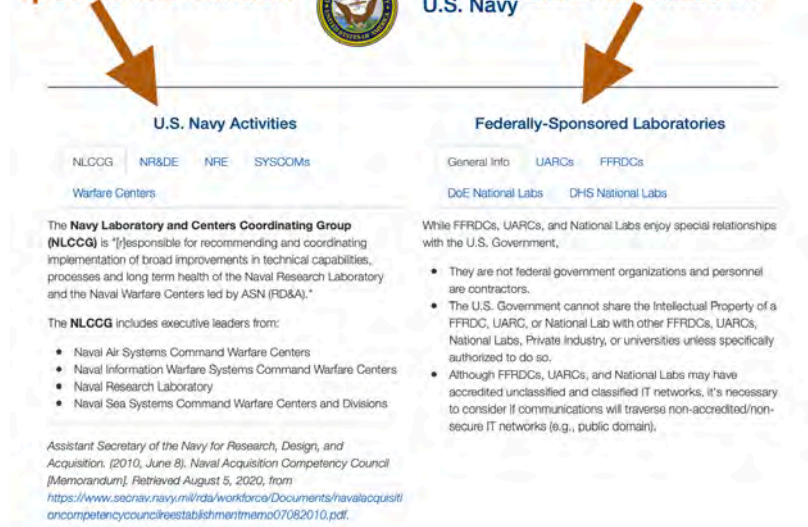 U.S. Navy
U.S. Navy Activities
NLCCG NR&DE NRE SYSCOMs
Warfare Centers
The Navy Laboratory and Centers Coordinating Group
(NLCCG) is "[r]esponsible for recommending and coordinating
implementation of broad improvements in technical capabilities,
processes and long term health of the Naval Research Laboratory
and the Naval Warfare Centers led by ASN (RD&A)."
The NLCCG includes executive leaders from:
• Naval Air Systems Command Warfare Centers
• Naval Information Warfare Systems Command Warfare Centers
• Naval Research Laboratory
• Naval Sea Systems Command Warfare Centers and Divisions
Assistant Secretary of the Navy for Research, Design, and
Acquisition. (2010, June 8). Naval Acquisition Competency Council
[Memorandum]. Retrieved August 5, 2020, from
https://www.secnav.navy.mil/rda/workforce/Documents/navalacquisiti
oncompetencycouncilreestablishmentmemo07082010.pdf.
Federally-Sponsored Laboratories
General Info UARCs FFRDCs
DoE National Labs DHS National Labs
While FFRDCs, UARCs, and National Labs enjoy special relationships
with the U.S. Government,
• They are not federal government organizations and personnel
are contractors.
• The U.S. Government cannot share the Intellectual Property of a
FFRDC, UARC, or National Lab with other FFRDCs, UARCs,
National Labs, Private Industry, or universities unless specifically
authorized to do so.
• Although FFRDCs, UARCs, and National Labs may have
accredited unclassified and classified IT networks, it's necessary
to consider if communications will traverse non-accredited/non-
secure IT networks (e.g., public domain).